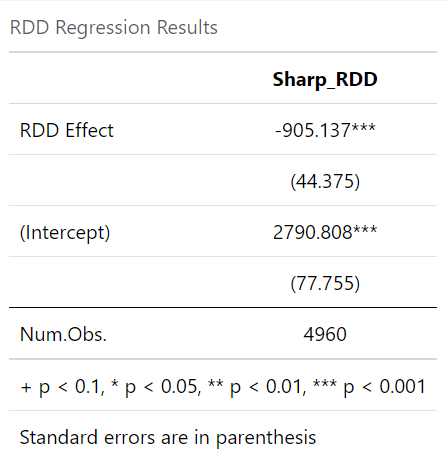 RDD Regression Results
Sharp_RDD
RDD Effect -905.137***
(44.375)
(Intercept) 2790.808***
(77.755)
Num.Obs. 4960
+ p < 0.1, * p < 0.05, ** p < 0.01, *** p < 0.001
Standard errors are in parenthesis